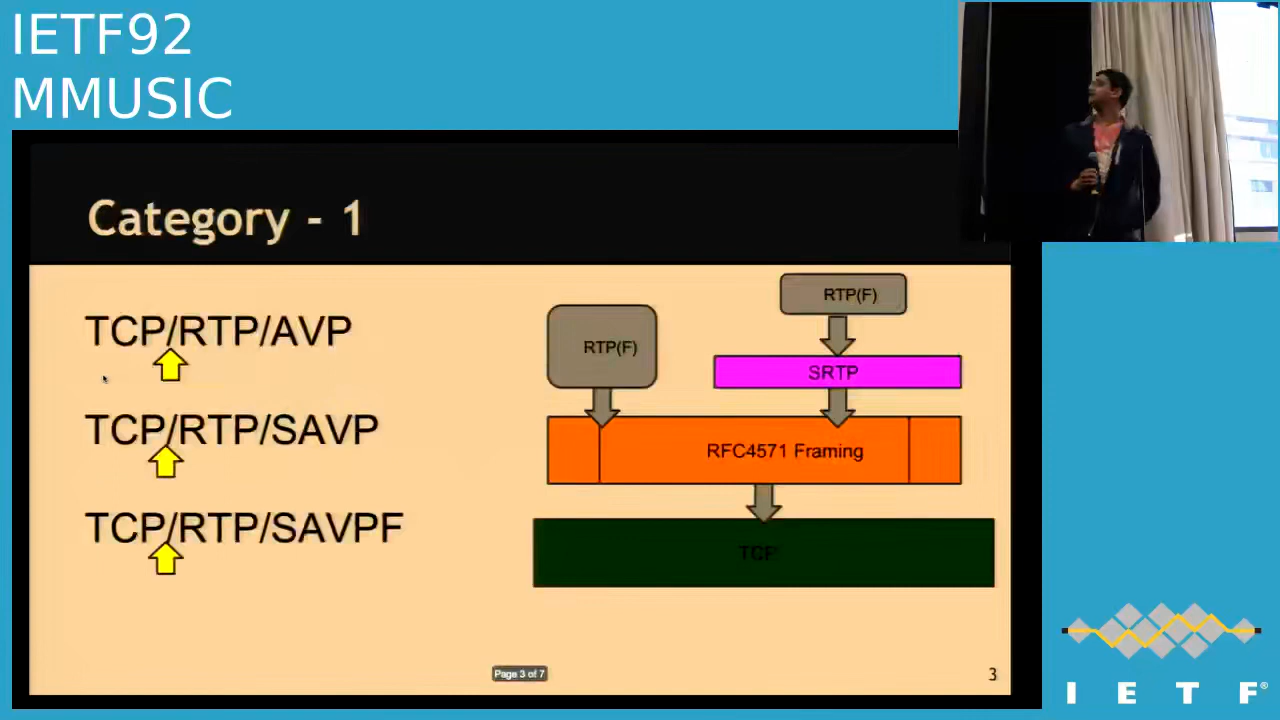 IETF92
MMUSIC
Category - 1
TCP/RTP/AVP
TCP/RTP/SAVP
TCP/RTP/SAVPF
RTP(F)
RTP(F)
SRTP
RFC4571 Framing
TCP
Page 3 of 7
3
I E T F®